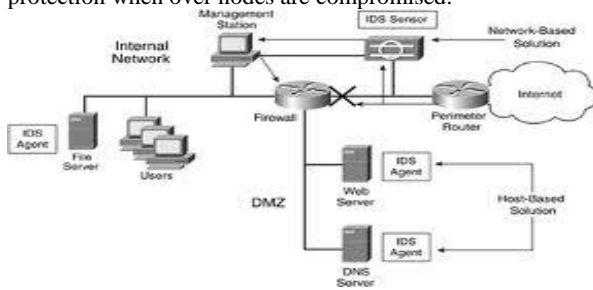 protection when over nodes are compromised.
Management
Station
IDS Sensor
Network-Based
Solution
Internal
Network
Internet
Firewall
Perimeter
Router
IDS
Agent
File
Server
Users
Web
Server
IDS
Agent
DMZ
Host-Based
Solution
IDS
Agent
DNS
Server